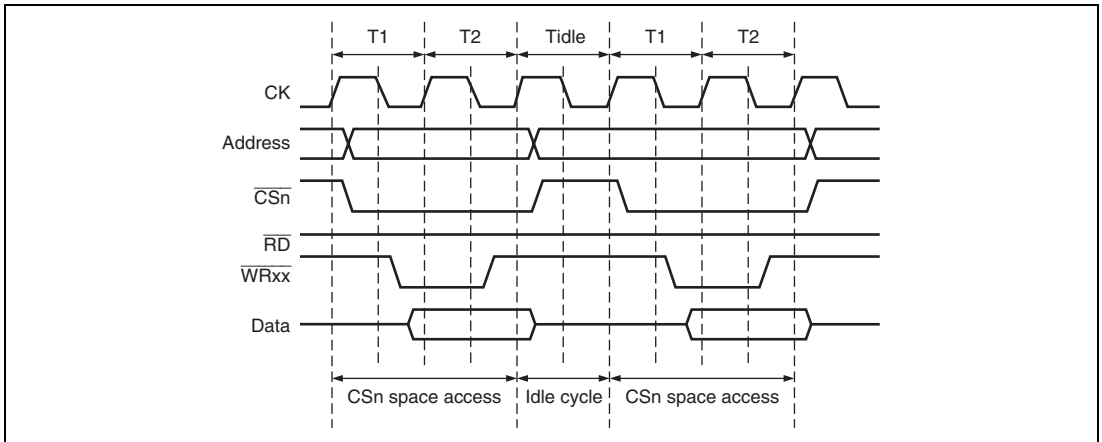 T1 T2 Tidle T1 T2
CK
Address
CSn
RD
WRxx
Data
CSn space access Idle cycle CSn space access